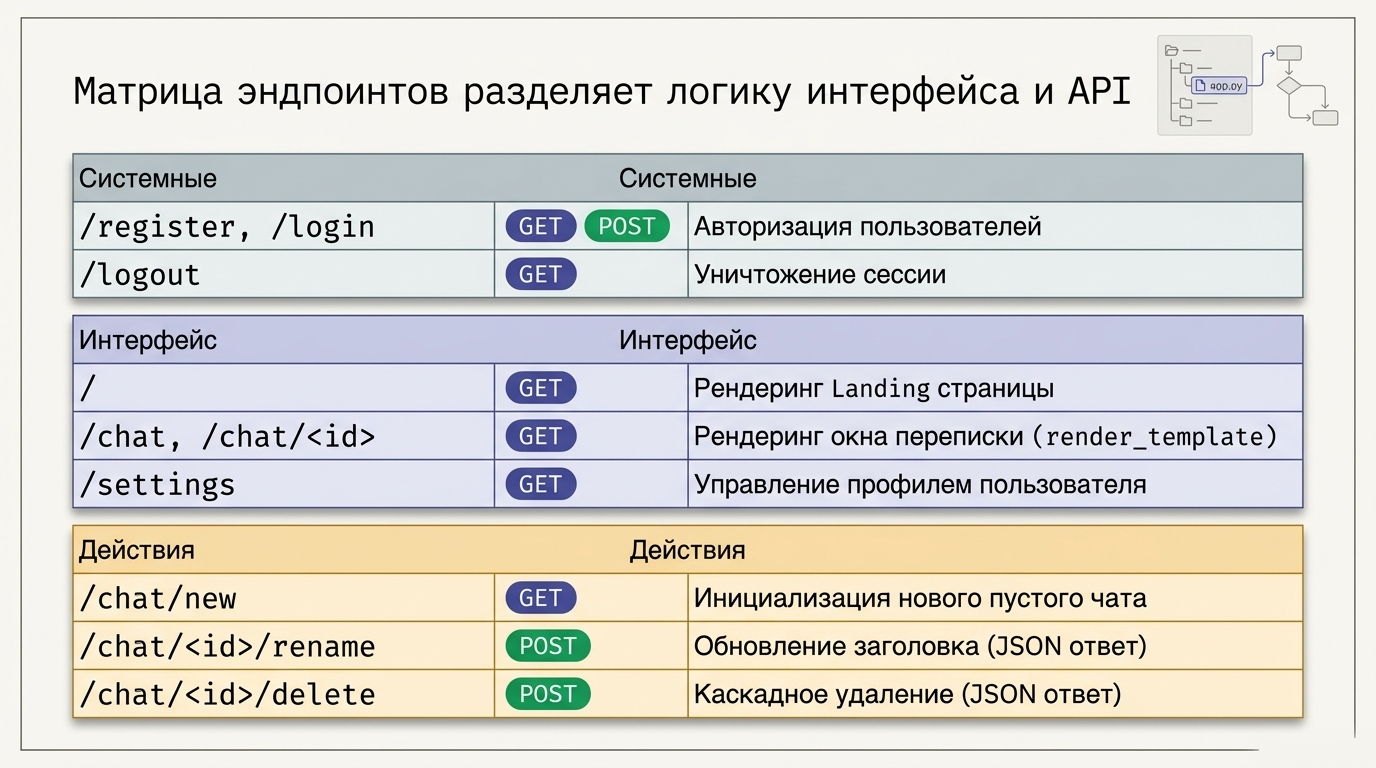 Матрица эндпоинтов разделяет логику интерфейса и API
app.py
Системные Системные
/register, /login GET POST Авторизация пользователей
/logout GET Уничтожение сессии
Интерфейс Интерфейс
/ GET Рендеринг Landing страницы
/chat, /chat/<id> GET Рендеринг окна переписки (render_template)
/settings GET Управление профилем пользователя
Действия Действия
/chat/new GET Инициализация нового пустого чата
/chat/<id>/rename POST Обновление заголовка (JSON ответ)
/chat/<id>/delete POST Каскадное удаление (JSON ответ)